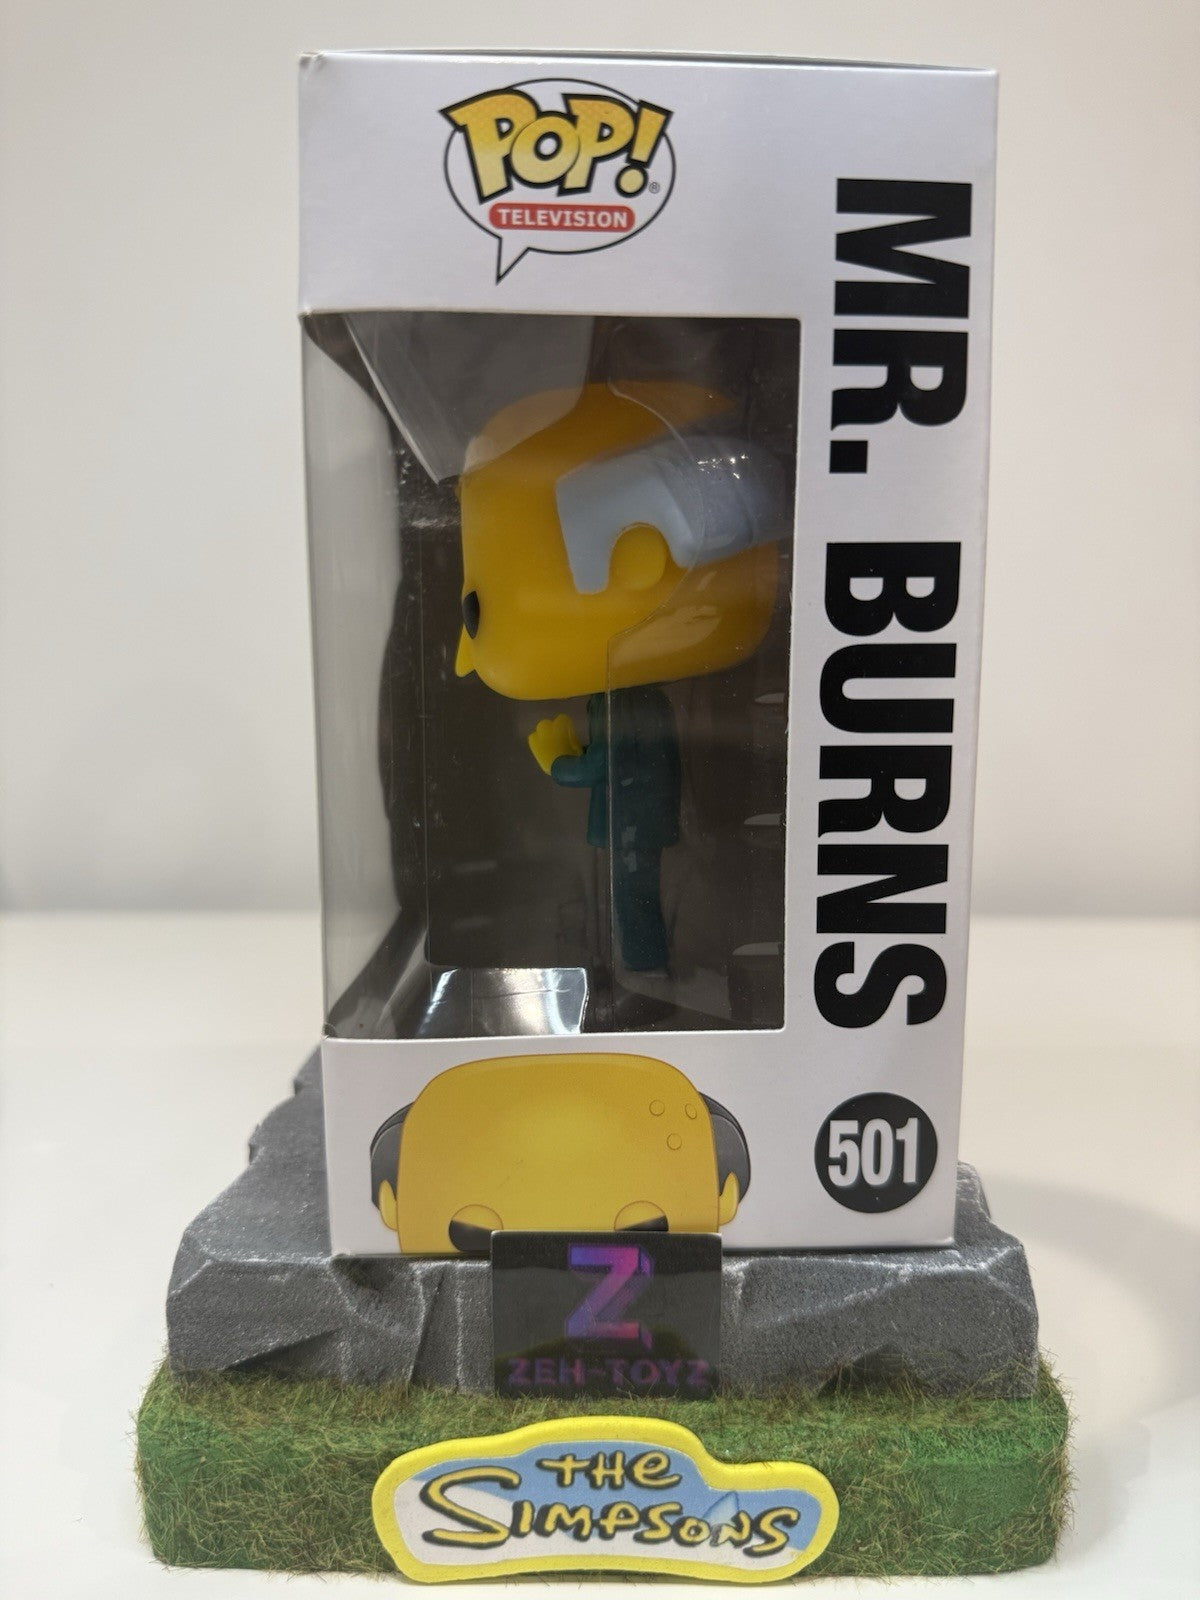 POP!®
TELEVISION
MR. BURNS
501
Z
ZEH-TOYZ
THE
SIMPSONS